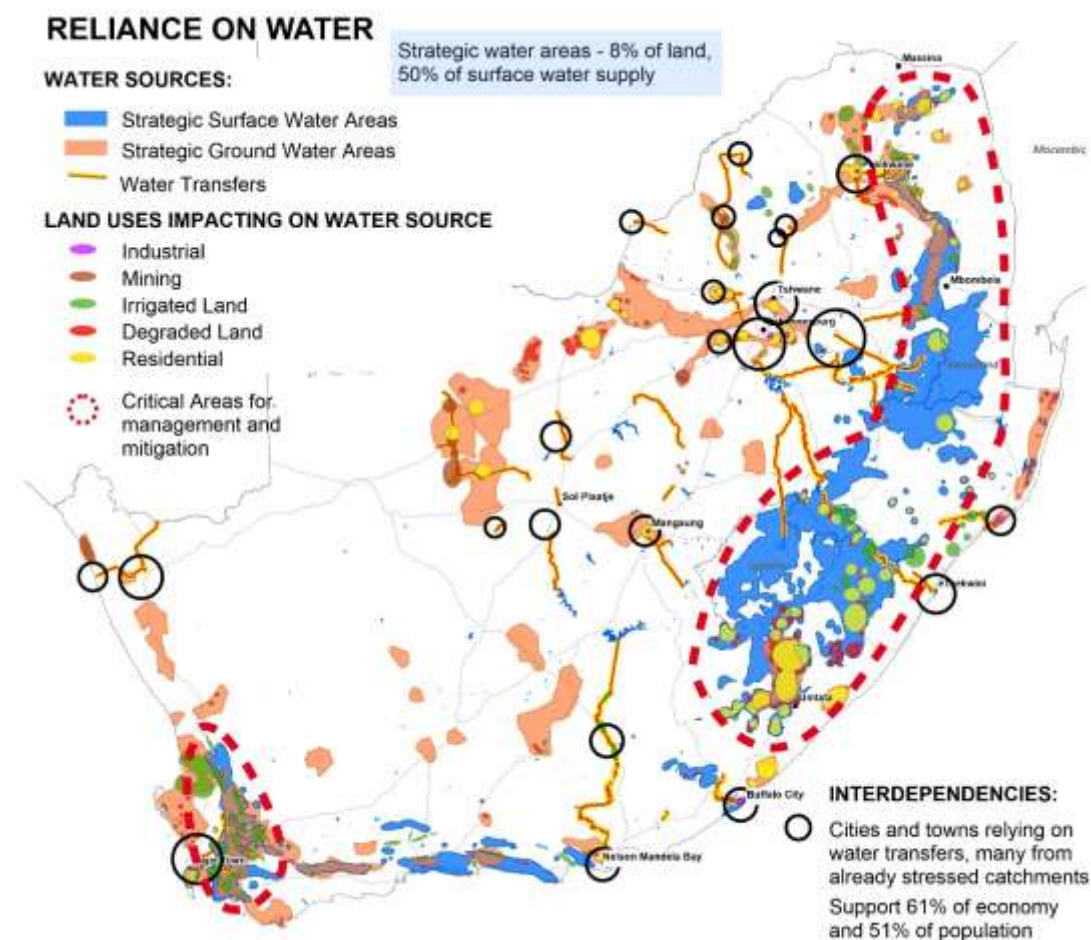 RELIANCE ON WATER
Strategic water areas - 8% of land,
50% of surface water supply
WATER SOURCES:
Strategic Surface Water Areas
Strategic Ground Water Areas
Water Transfers
LAND USES IMPACTING ON WATER SOURCE
Industrial
Mining
Irrigated Land
Degraded Land
Residential
Critical Areas for
management and
mitigation
Mocambic
Tshwane
Mbombela
Sol Plaatje
Mangaung
Buffalo City
Nelson Mandela Bay
INTERDEPENDENCIES:
Cities and towns relying on
water transfers, many from
already stressed catchments
Support 61% of economy
and 51% of population